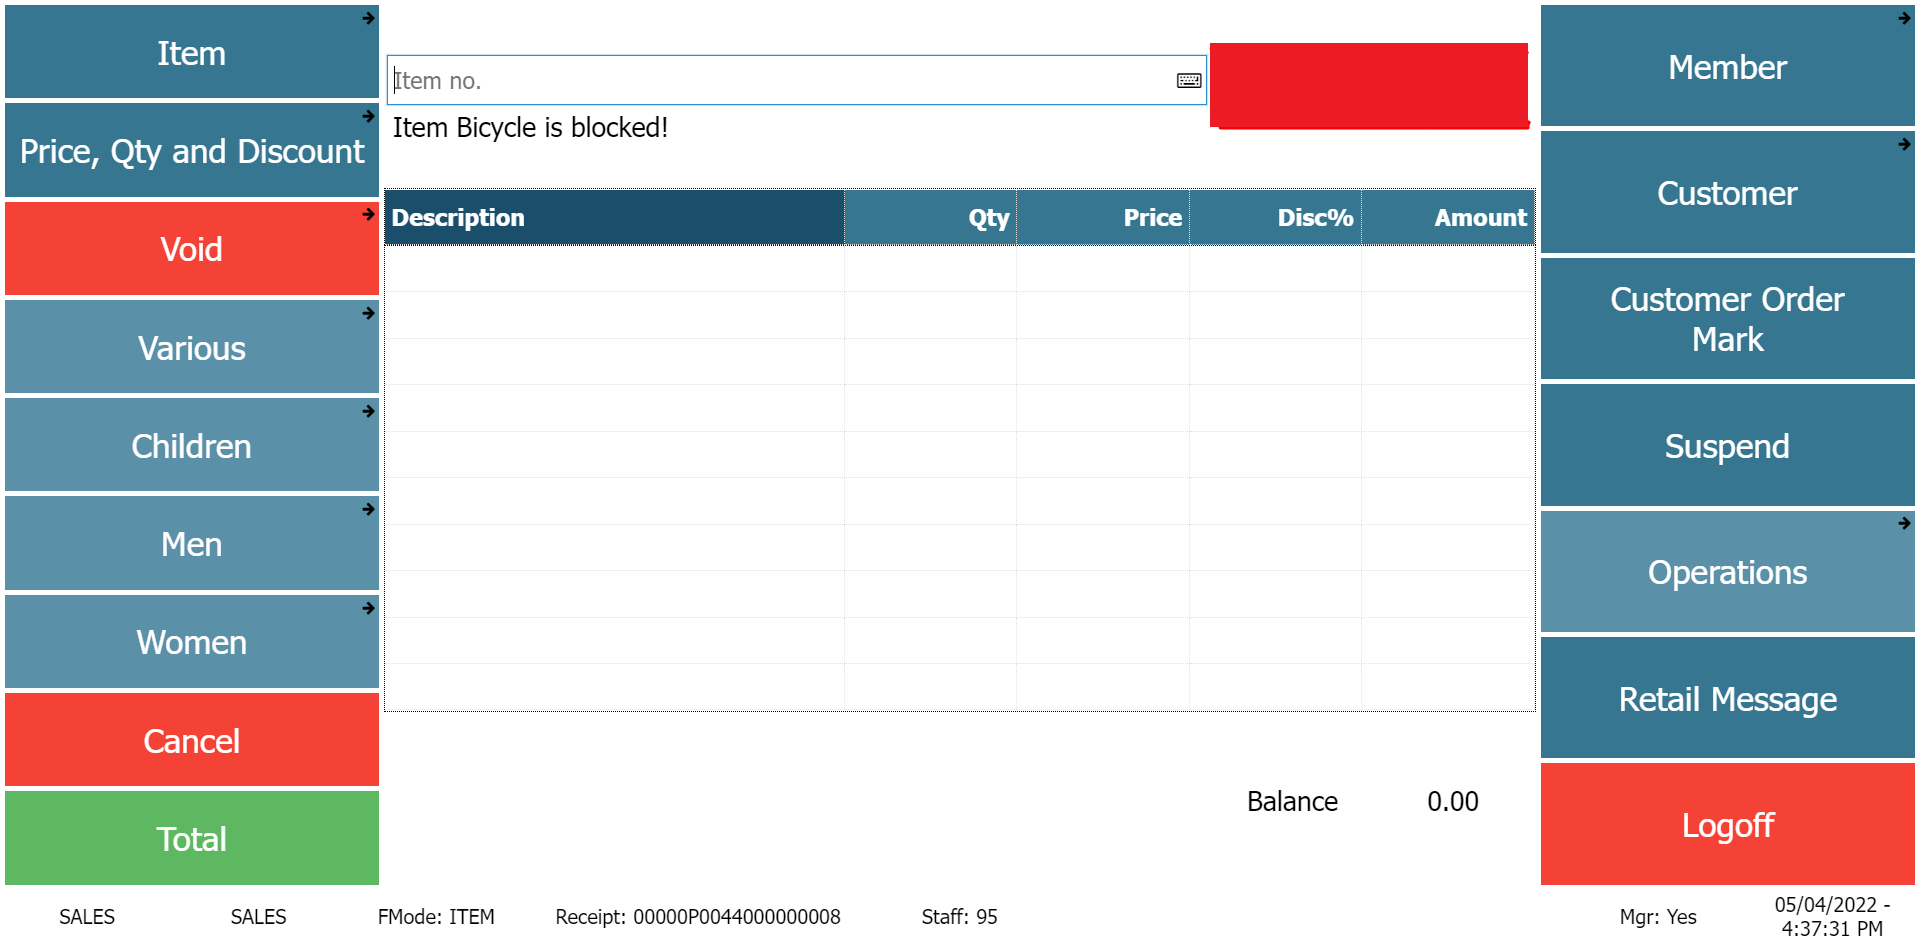 Item
Price, Qty and Discount
Void
Various
Children
Men
Women
Cancel
Total
Item no.
Item Bicycle is blocked!
Description Qty Price Disc% Amount
Balance 0.00
Member
Customer
Customer Order
Mark
Suspend
Operations
Retail Message
Logoff
SALES SALES FMode: ITEM Receipt: 00000P0044000000008 Staff: 95 Mgr: Yes 05/04/2022 -
4:37:31 PM